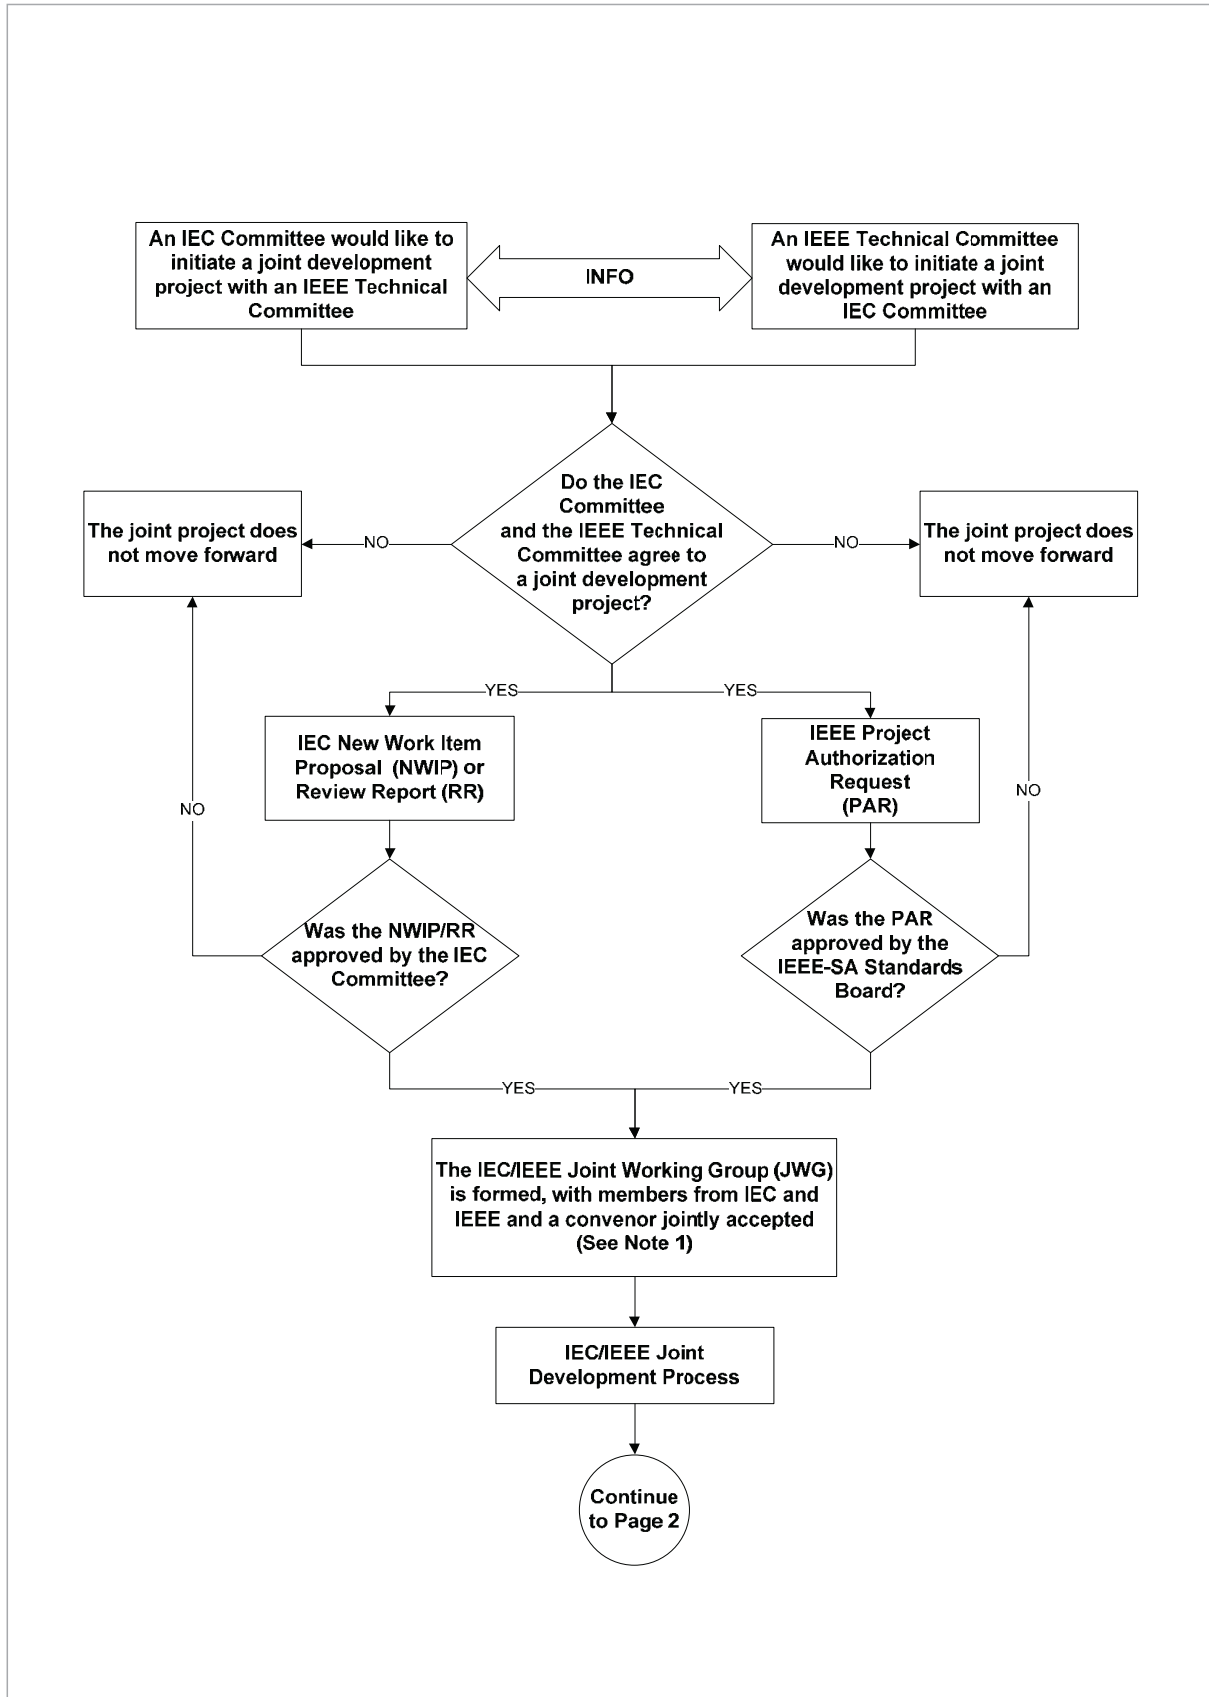 An IEC Committee would like to
initiate a joint development
project with an IEEE Technical
Committee
INFO
An IEEE Technical Committee
would like to initiate a joint
development project with an
IEC Committee
Do the IEC
Committee
and the IEEE Technical
Committee agree to
a joint development
project?
The joint project does
not move forward
NO
NO
The joint project does
not move forward
YES
YES
IEC New Work Item
Proposal (NWIP) or
Review Report (RR)
IEEE Project
Authorization
Request
(PAR)
NO
NO
Was the NWIP/RR
approved by the IEC
Committee?
Was the PAR
approved by the
IEEE-SA Standards
Board?
YES
YES
The IEC/IEEE Joint Working Group (JWG)
is formed, with members from IEC and
IEEE and a convenor jointly accepted
(See Note 1)
IEC/IEEE Joint
Development Process
Continue
to Page 2